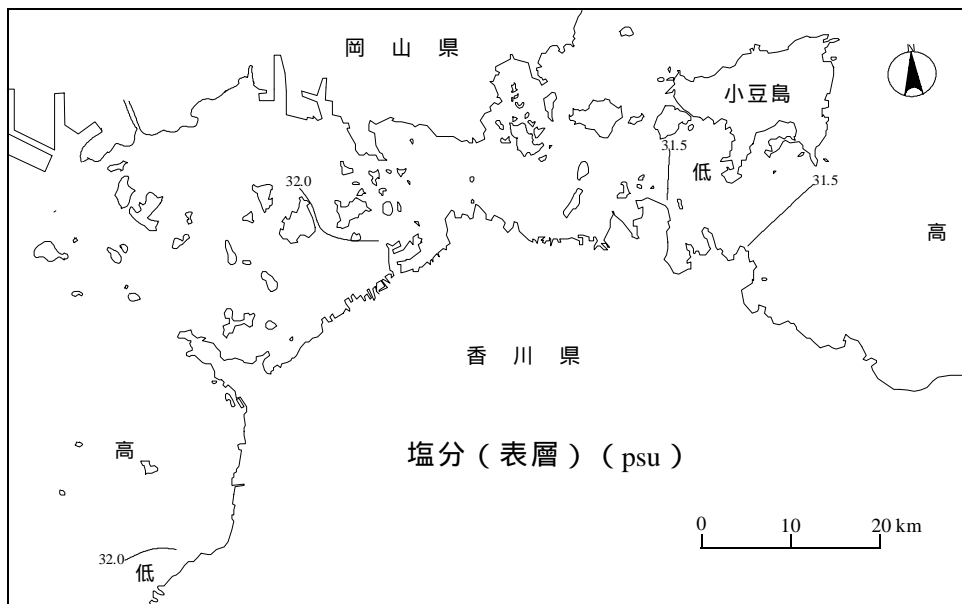 岡 山 県
N
小豆島
31.5
低
31.5
32.0
高
香 川 県
高
塩分（表層）（psu）
0 10 20 km
32.0
低